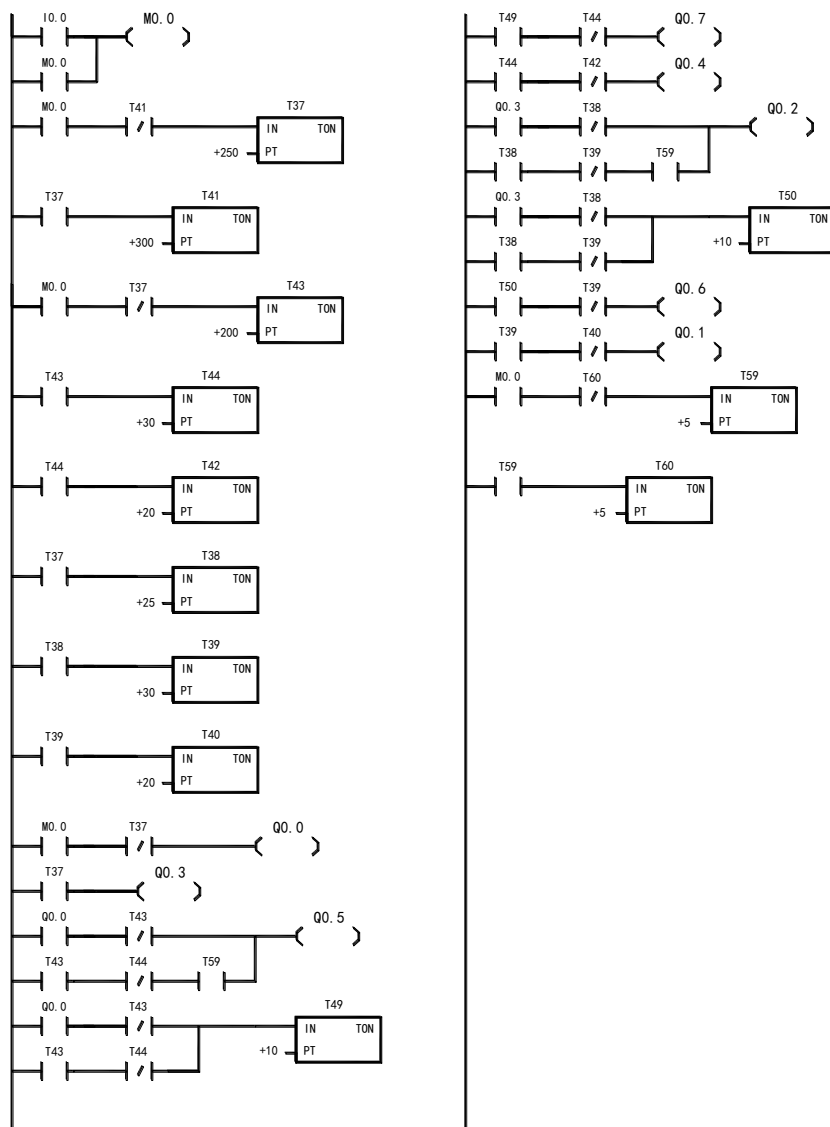 I0.0 M0.0
M0.0
M0.0 T41 T37
IN TON
+250 PT
T37 T41
IN TON
+300 PT
M0.0 T37 T43
IN TON
+200 PT
T43 T44
IN TON
+30 PT
T44 T42
IN TON
+20 PT
T37 T38
IN TON
+25 PT
T38 T39
IN TON
+30 PT
T39 T40
IN TON
+20 PT
M0.0 T37 Q0.0
T37 Q0.3
Q0.0 T43 Q0.5
T43 T44 T59
Q0.0 T43 T49
IN TON
T43 T44 +10 PT
T49 T44 Q0.7
T44 T42 Q0.4
Q0.3 T38 Q0.2
T38 T39 T59
Q0.3 T38 T50
IN TON
T38 T39 +10 PT
T50 T39 Q0.6
T39 T40 Q0.1
M0.0 T60 T59
IN TON
+5 PT
T59 T60
IN TON
+5 PT